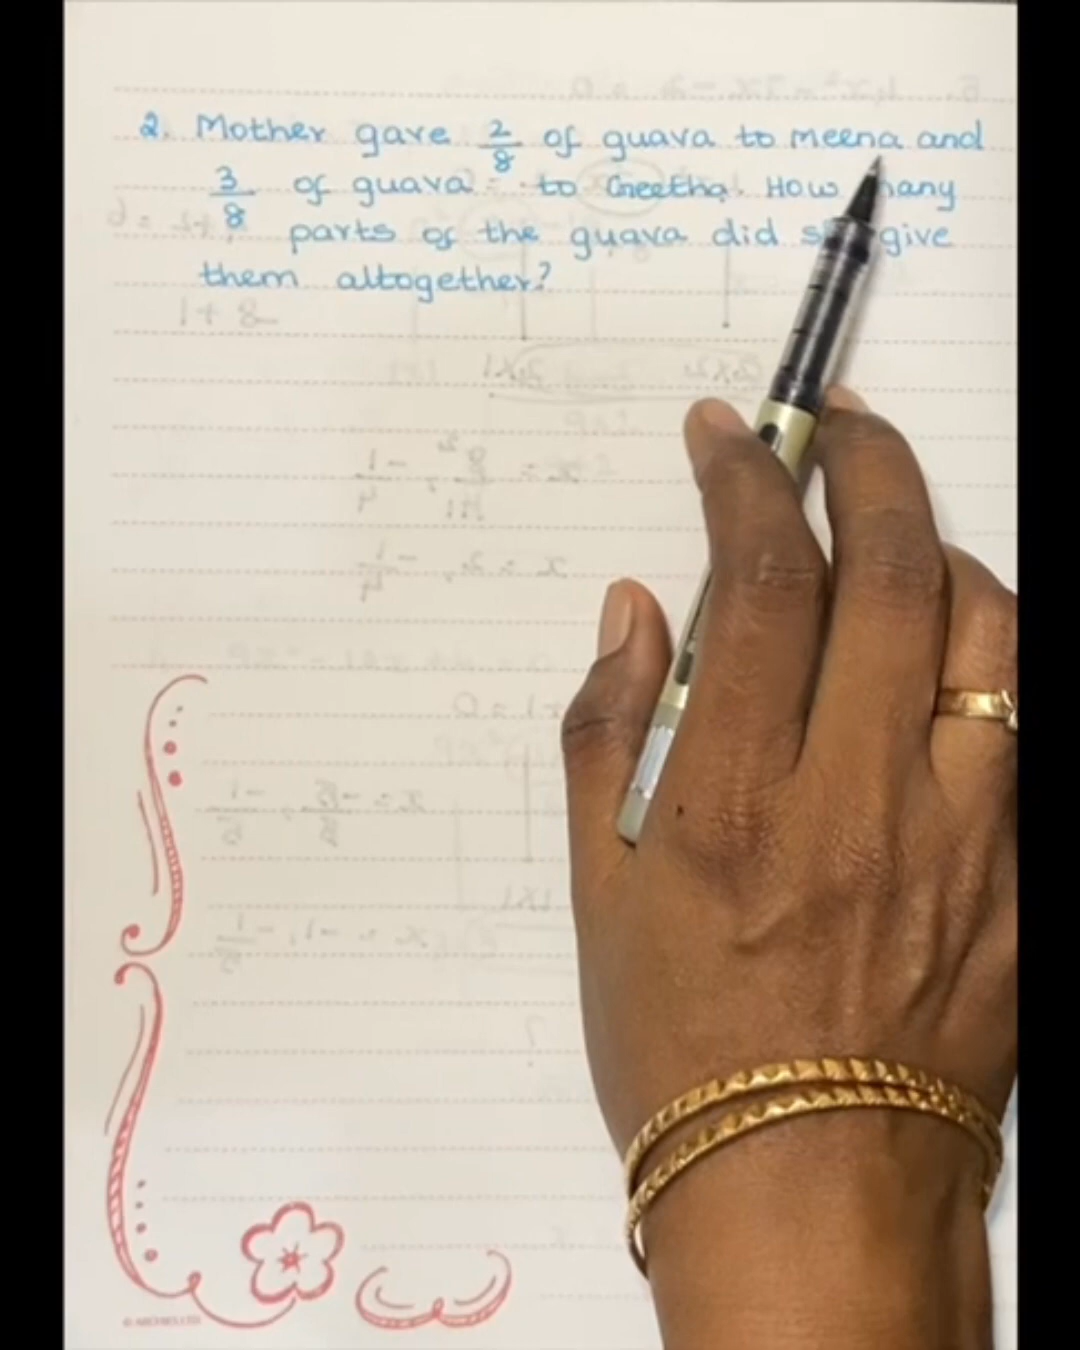 2. Mother gave 2/8 of guava to Meena and
3/8 of guava to Geetha. How many
parts of the guava did she give
them altogether?